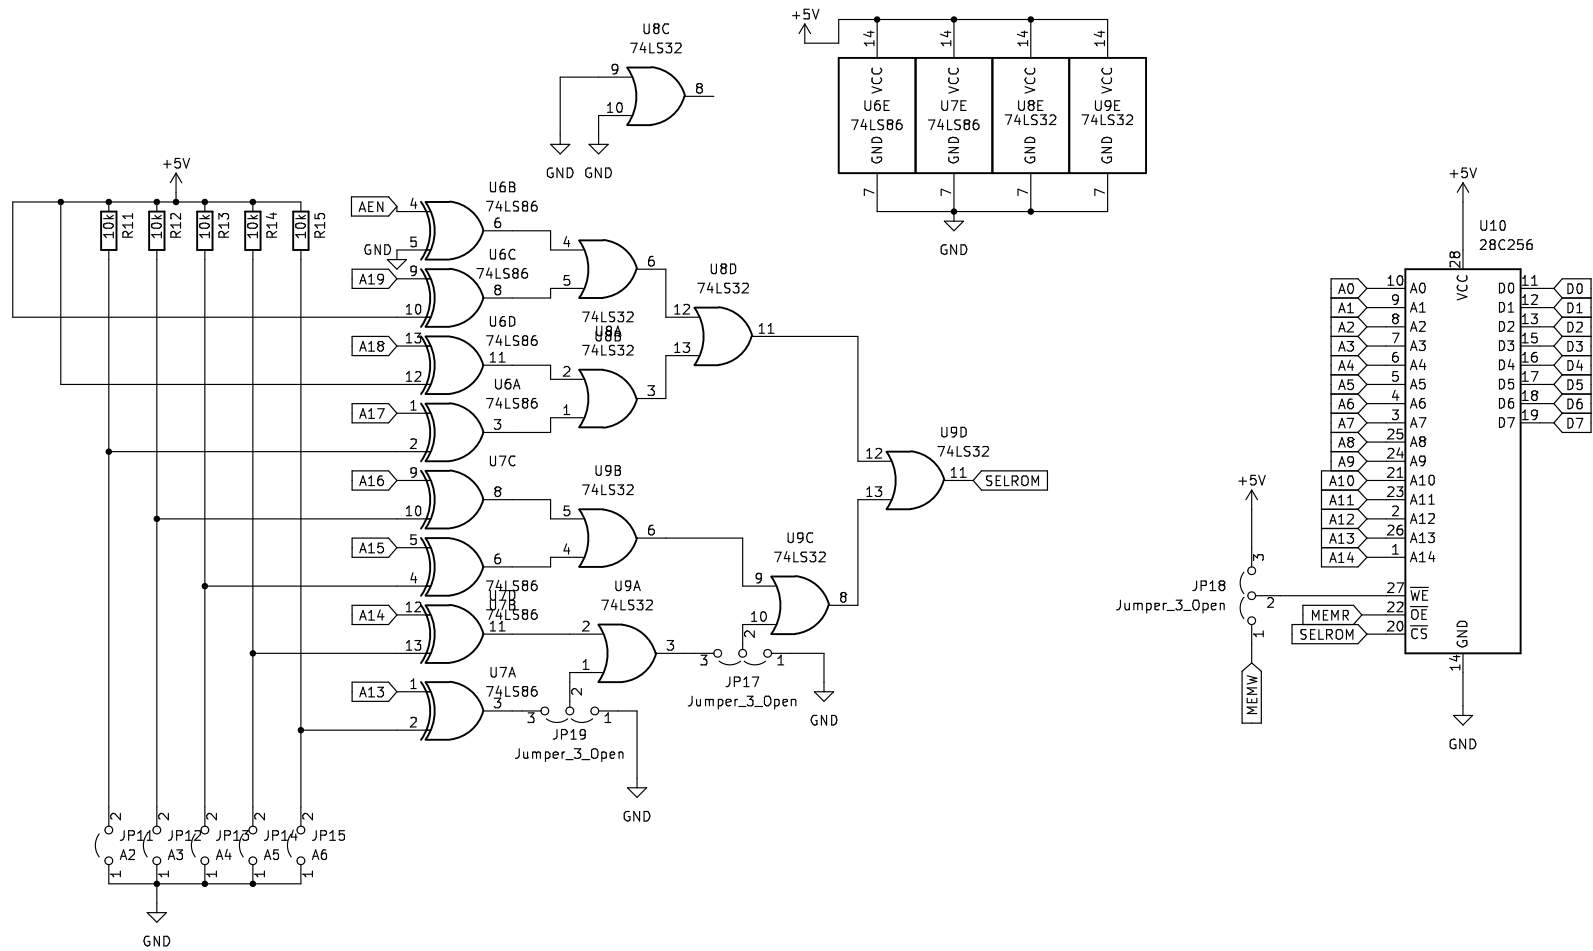 U8C
74LS32
9
10
8
GND
GND
+5V
14
14
14
14
VCC
VCC
VCC
VCC
U6E
74LS86
U7E
74LS86
U8E
74LS32
U9E
74LS32
GND
GND
GND
GND
7
7
7
7
GND
+5V
10k
R11
10k
R12
10k
R13
10k
R14
10k
R15
AEN
4
5
GND
U6B
74LS86
6
A19
9
10
U6C
74LS86
8
A18
13
12
U6D
74LS86
11
A17
1
2
U6A
74LS86
3
A16
9
10
U7C
8
A15
5
4
6
74LS86
U7D
U7B
74LS86
A14
12
13
11
A13
1
2
U7A
74LS86
3
4
5
6
74LS32
U8A
U8B
74LS32
2
1
3
U8D
74LS32
12
13
11
U9B
74LS32
5
4
6
U9A
74LS32
2
1
3
U9C
74LS32
9
10
8
U9D
74LS32
12
13
11
SELROM
3
2
1
JP17
Jumper_3_Open
GND
3
2
1
JP19
Jumper_3_Open
GND
2
2
2
2
2
JP11
A2
JP12
A3
JP13
A4
JP14
A5
JP15
A6
1
1
1
1
1
GND
+5V
U10
28C256
28
VCC
A0
10
A0
D0
11
D0
A1
9
A1
D1
12
D1
A2
8
A2
D2
13
D2
A3
7
A3
D3
15
D3
A4
6
A4
D4
16
D4
A5
5
A5
D5
17
D5
A6
4
A6
D6
18
D6
A7
3
A7
D7
19
D7
A8
25
A8
A9
24
A9
A10
21
A10
A11
23
A11
A12
2
A12
A13
26
A13
A14
1
A14
27
WE
MEMR
22
OE
SELROM
20
CS
GND
14
GND
+5V
3
JP18
Jumper_3_Open
2
1
MEMW